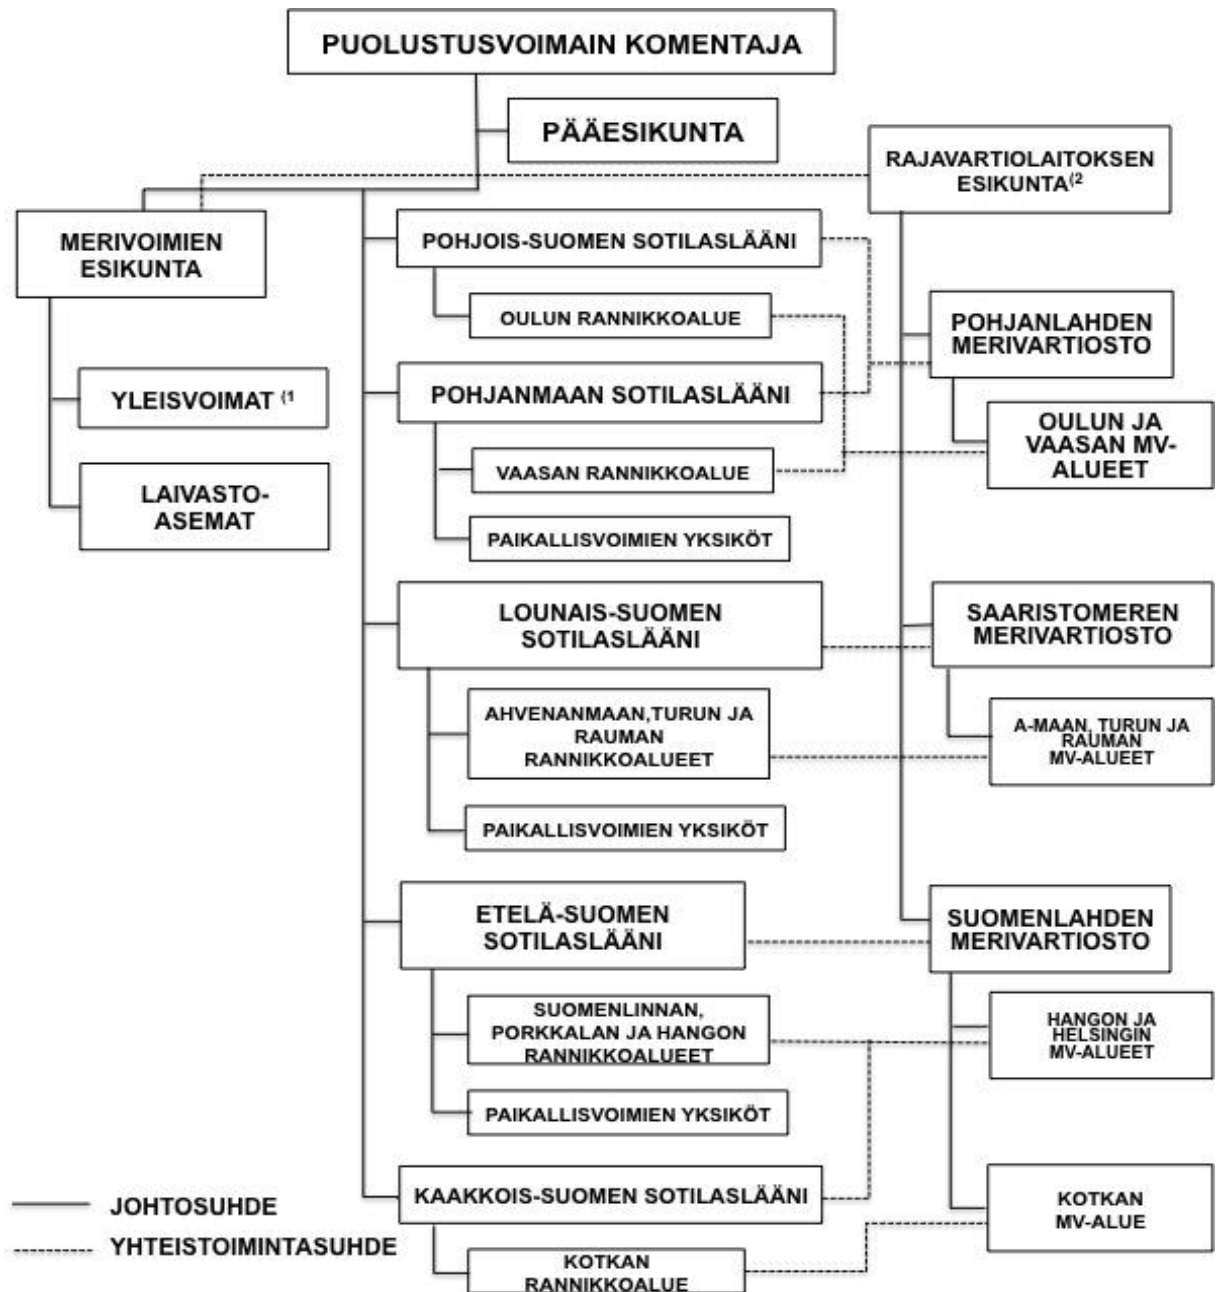 PUOLUSTUSVOIMAIN KOMENTAJA
PÄÄESIKUNTA
RAJAVARTIOLAITOKSEN
ESIKUNTA⁽²
MERIVOIMIEN
ESIKUNTA
YLEISVOIMAT ⁽¹
LAIVASTO-
ASEMAT
POHJOIS-SUOMEN SOTILASLÄÄNI
OULUN RANNIKKOALUE
POHJANMAAN SOTILASLÄÄNI
VAASAN RANNIKKOALUE
PAIKALLISVOIMIEN YKSIKÖT
LOUNAIS-SUOMEN
SOTILASLÄÄNI
AHVENANMAAN,TURUN JA
RAUMAN
RANNIKKOALUEET
PAIKALLISVOIMIEN YKSIKÖT
ETELÄ-SUOMEN
SOTILASLÄÄNI
SUOMENLINNAN,
PORKKALAN JA HANGON
RANNIKKOALUEET
PAIKALLISVOIMIEN YKSIKÖT
KAAKKOIS-SUOMEN SOTILASLÄÄNI
KOTKAN
RANNIKKOALUE
POHJANLAHDEN
MERIVARTIOSTO
OULUN JA
VAASAN MV-
ALUEET
SAARISTOMEREN
MERIVARTIOSTO
A-MAAN, TURUN JA
RAUMAN
MV-ALUEET
SUOMENLAHDEN
MERIVARTIOSTO
HANGON JA
HELSINGIN
MV-ALUEET
KOTKAN
MV-ALUE
JOHTOSUHDE
YHTEISTOIMINTASUHDE